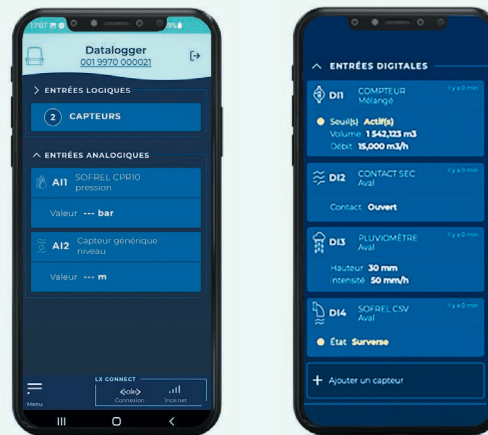 17:07
Datalogger
001 9970 000021
ENTRÉES LOGIQUES
2 CAPTEURS
ENTRÉES ANALOGIQUES
AI1 SOFREL CPR10
pression
Valeur --- bar
AI2 Capteur générique
niveau
Valeur --- m
LX CONNECT
Menu
Connexion
ENTRÉES DIGITALES
DI1 COMPTEUR
Mélangé
Il y a 0 min
Seuil(s) Actif(s)
Volume 1 542,123 m3
Débit 15,000 m3/h
DI2 CONTACT SEC
Aval
Il y a 0 min
Contact Ouvert
DI3 PLUVIOMÈTRE
Aval
Il y a 0 min
Hauteur 30 mm
Intensité 50 mm/h
DI4 SOFREL CSV
Aval
Il y a 0 min
État Surverse
+ Ajouter un capteur